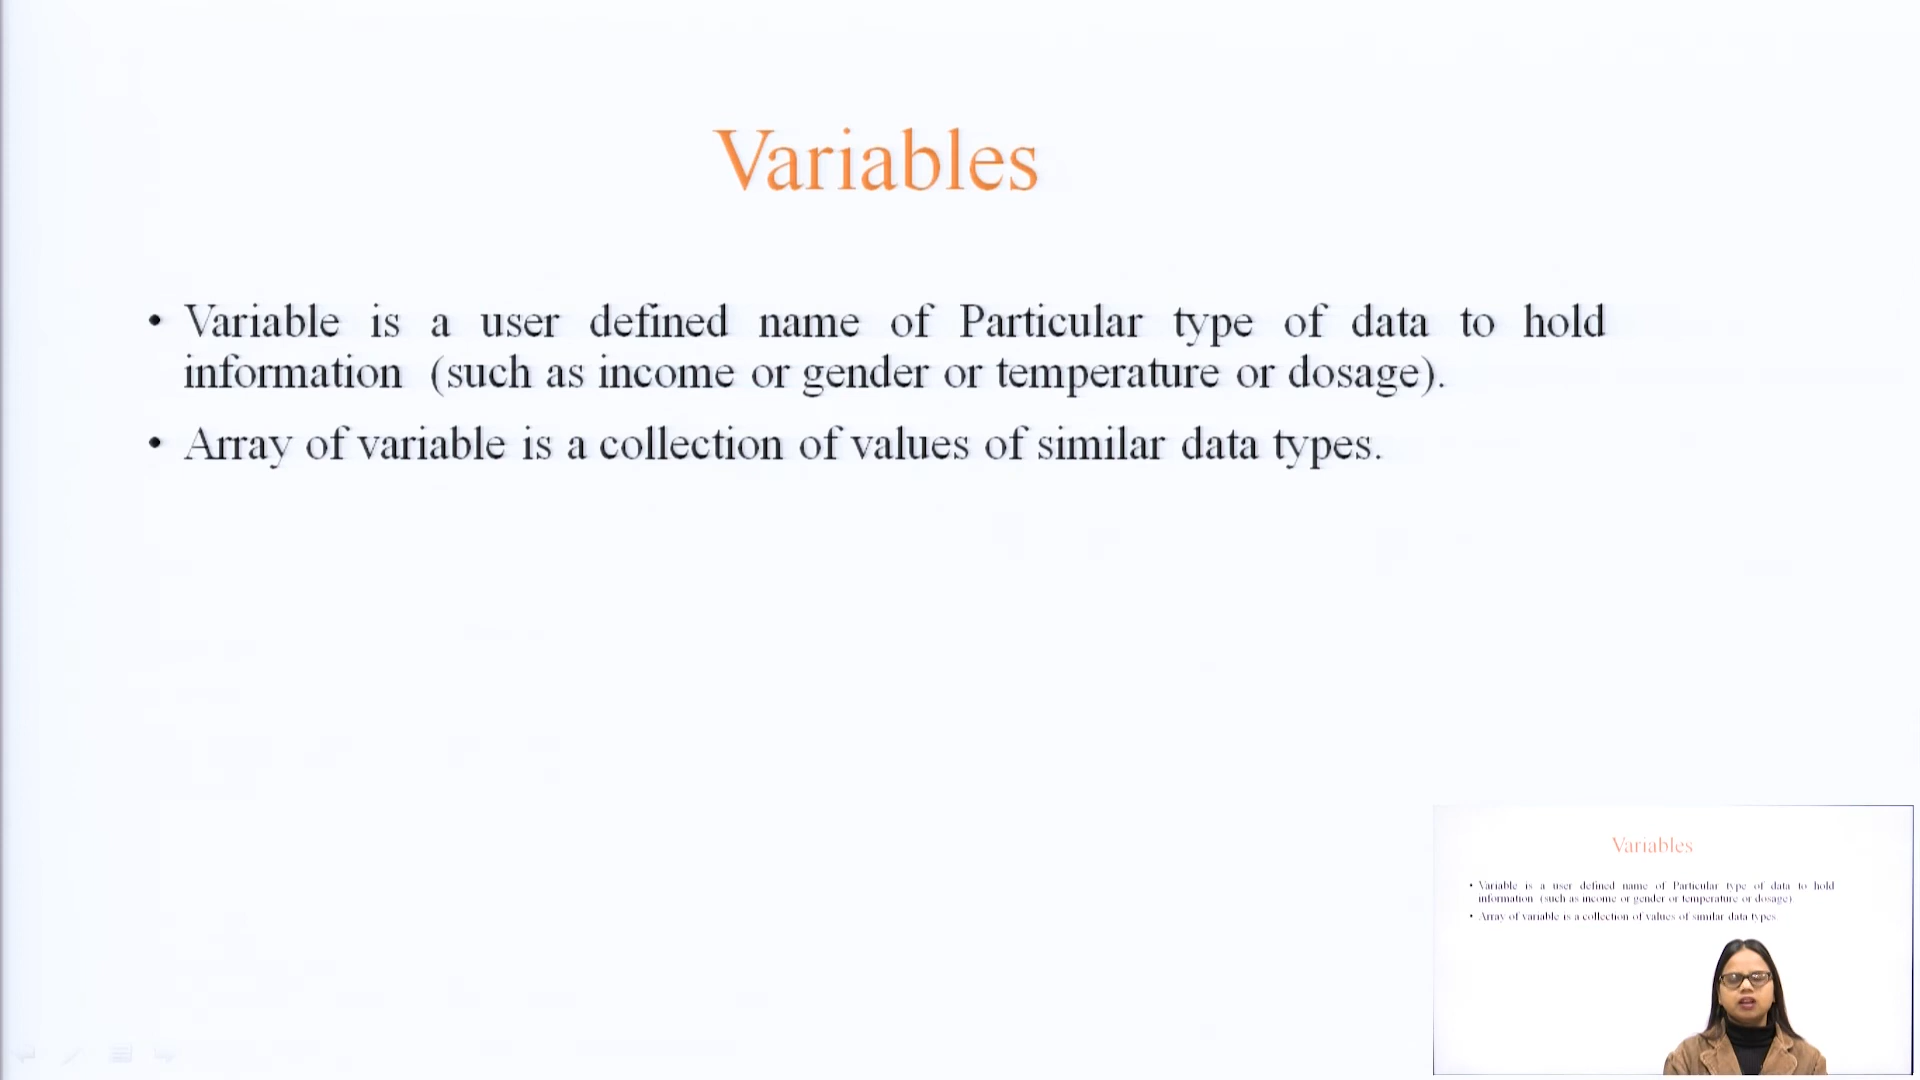 Variables
• Variable is a user defined name of Particular type of data to hold
information (such as income or gender or temperature or dosage).
• Array of variable is a collection of values of similar data types.
Variables
• Variable is a user defined name of Particular type of data to hold
information (such as income or gender or temperature or dosage).
• Array of variable is a collection of values of similar data types.